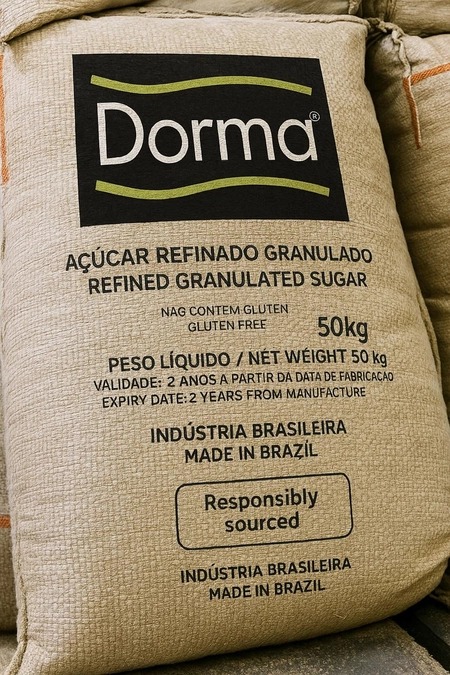 Dorma®
AÇÚCAR REFINADO GRANULADO
REFINED GRANULATED SUGAR
NAG CONTEM GLUTEN
GLUTEN FREE
50kg
PESO LÍQUIDO / NET WEIGHT 50 kg
VALIDADE: 2 ANOS A PARTIR DA DATA DE FABRICACAO
EXPIRY DATE: 2 YEARS FROM MANUFACTURE
INDÚSTRIA BRASILEIRA
MADE IN BRAZIL
Responsibly
sourced
INDÚSTRIA BRASILEIRA
MADE IN BRAZIL